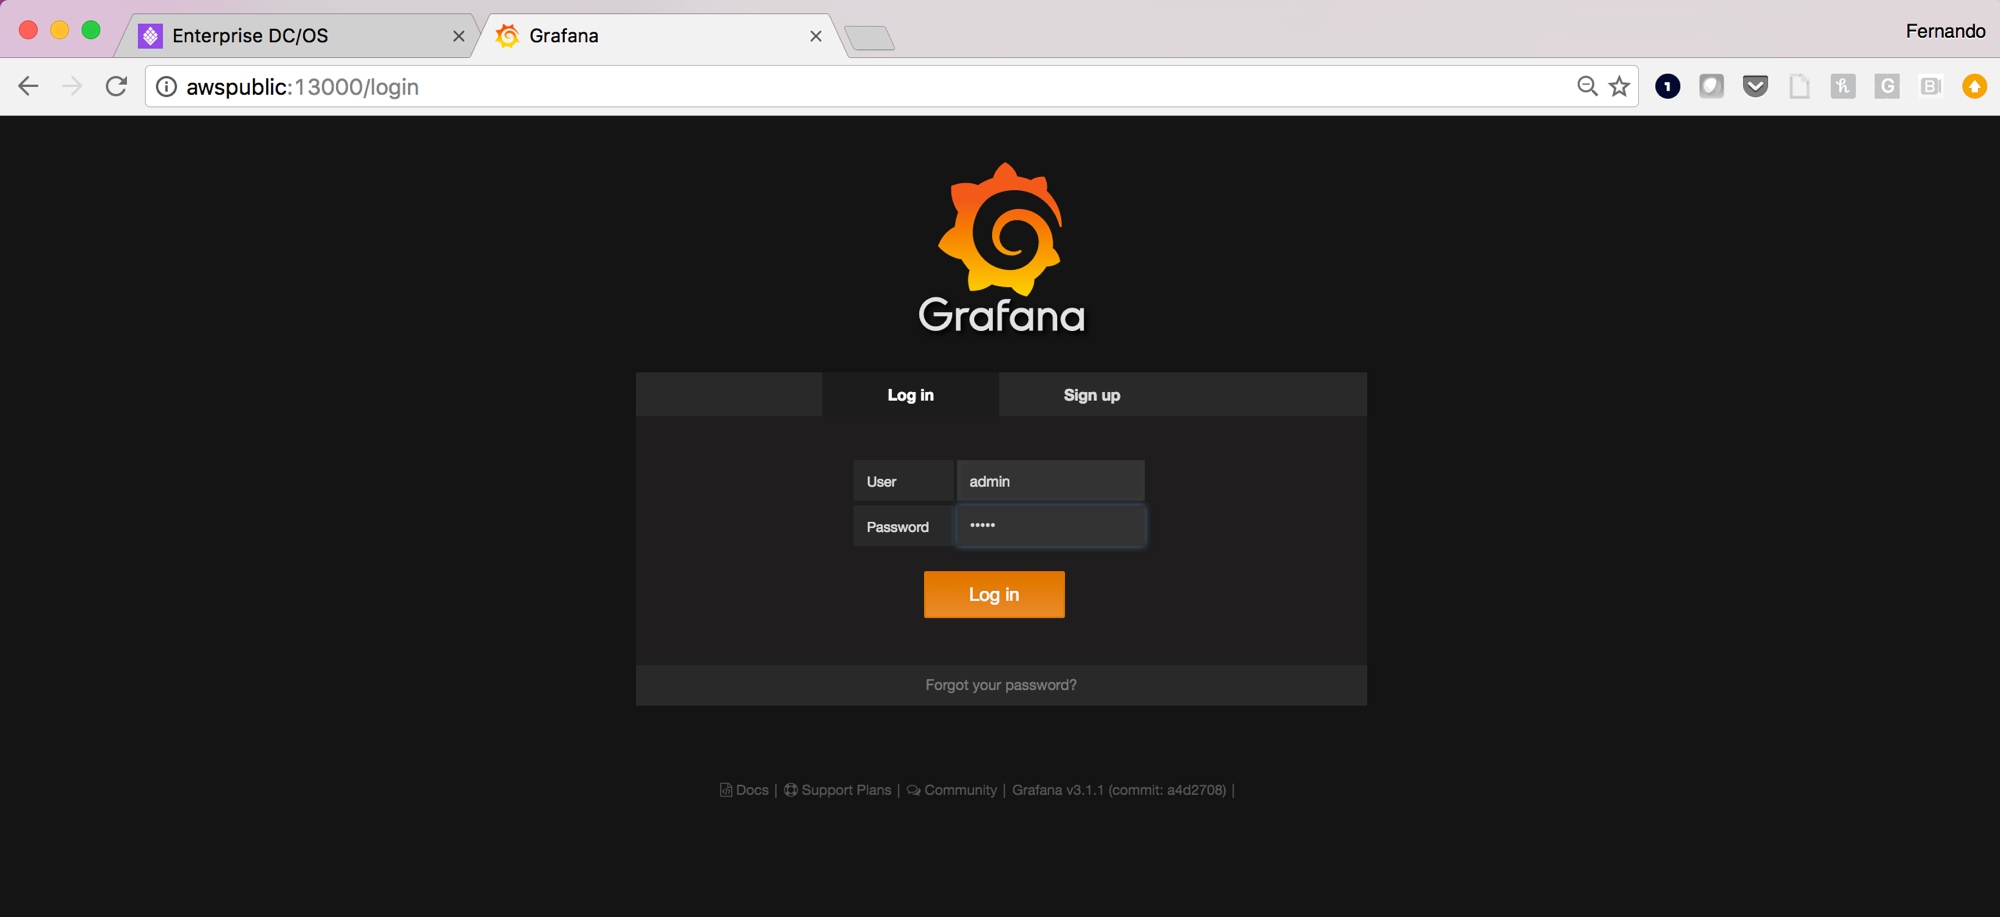 Enterprise DC/OS
Grafana
Fernando
awspublic:13000/login
Grafana
Log in
Sign up
User
admin
Password
•••••
Log in
Forgot your password?
Docs | Support Plans | Community | Grafana v3.1.1 (commit: a4d2708) |